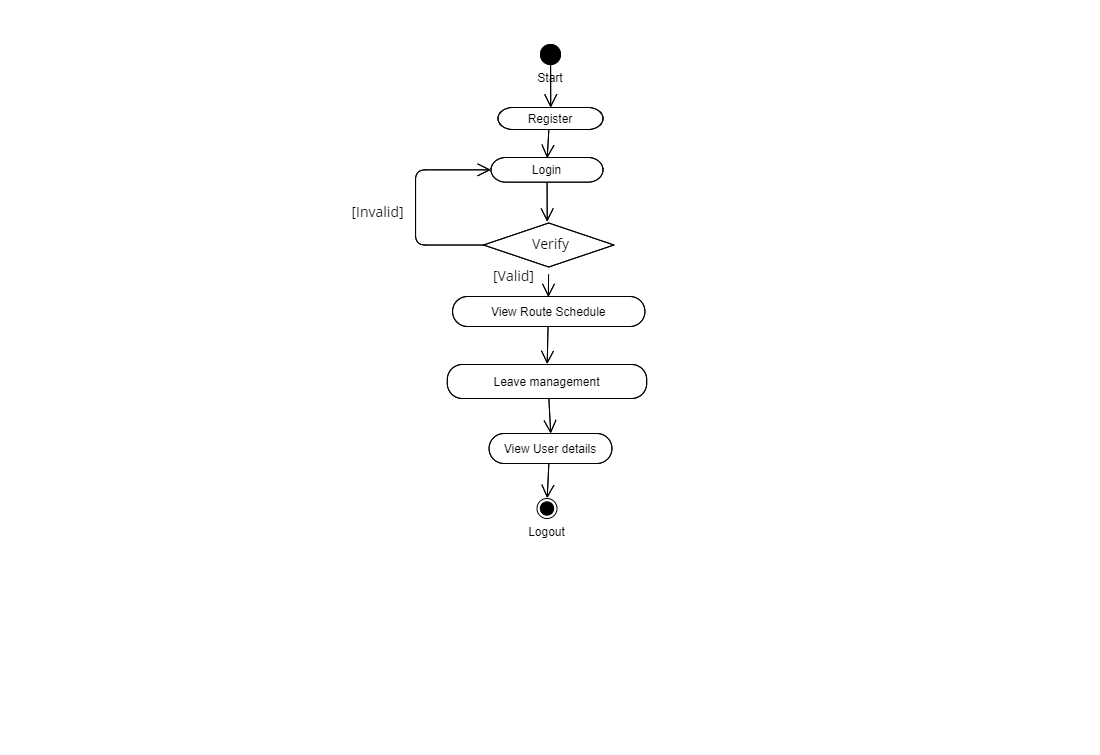 Start
Register
Login
[Invalid]
Verify
[Valid]
View Route Schedule
Leave management
View User details
Logout